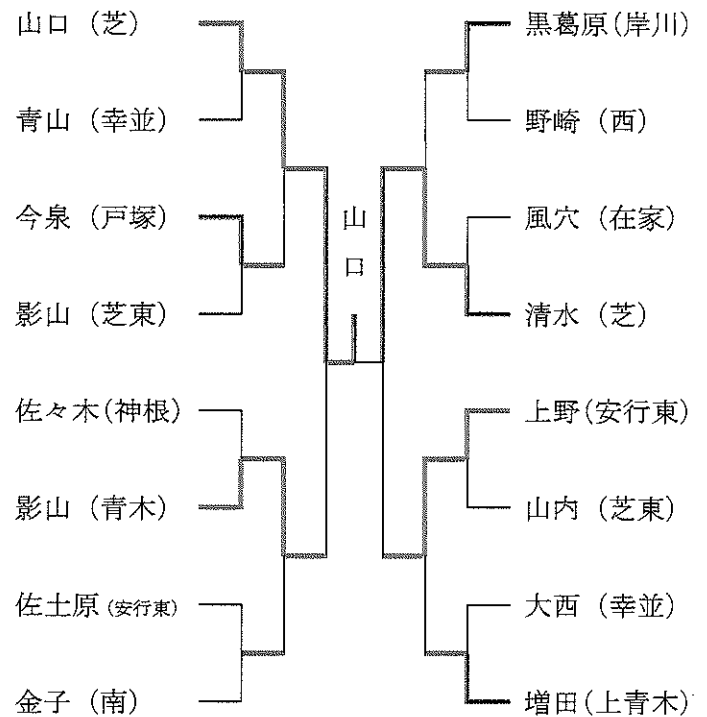 山口（芝）
青山（幸並）
今泉（戸塚）
影山（芝東）
佐々木(神根)
影山（青木）
佐土原(安行東)
金子（南）
山口
黒葛原(岸川)
野崎（西）
風穴（在家）
清水（芝）
上野(安行東)
山内（芝東）
大西（幸並）
増田(上青木)